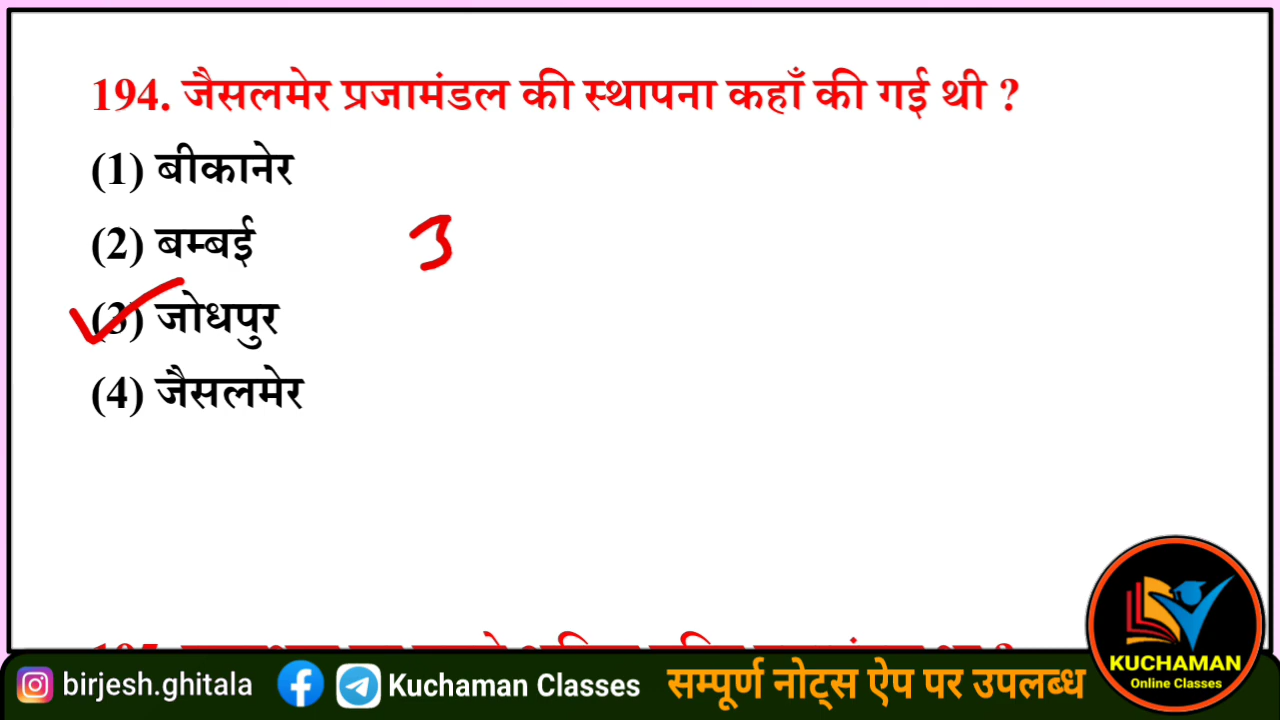 194. जैसलमेर प्रजामंडल की स्थापना कहाँ की गई थी ?
(1) बीकानेर
(2) बम्बई
3
(3) जोधपुर
(4) जैसलमेर
birjesh.ghitala
Kuchaman Classes
सम्पूर्ण नोट्स ऐप पर उपलब्ध
KUCHAMAN
Online Classes